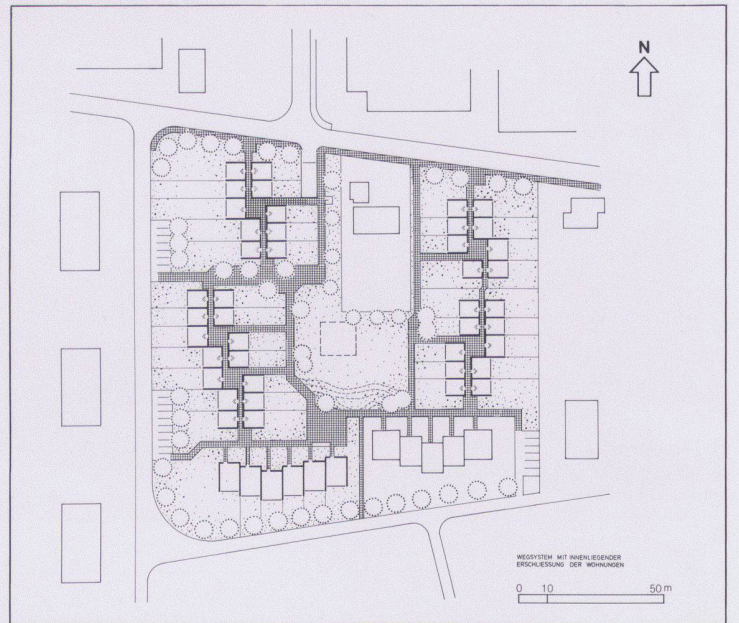 N
WEGSYSTEM MIT INNENLIEGENDER
ERSCHLIESSUNG DER WOHNUNGEN
0 10 50 m